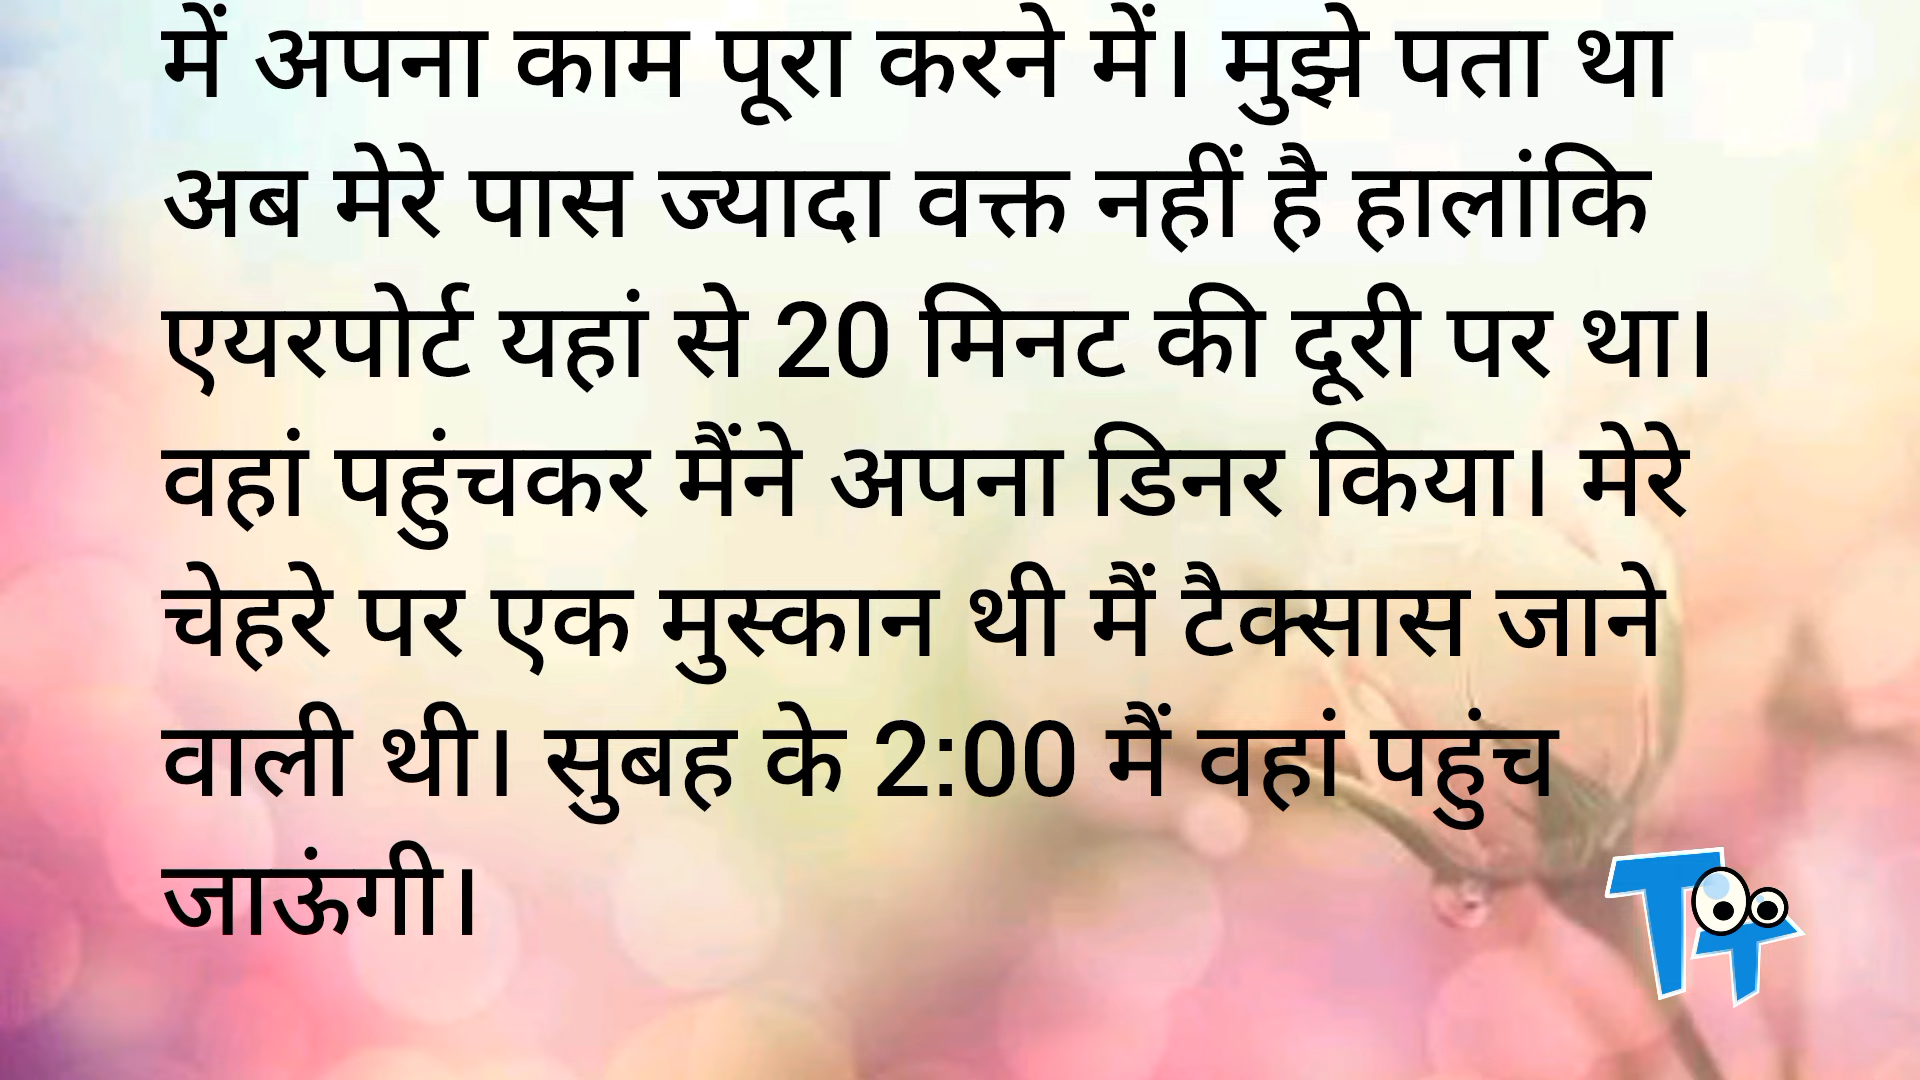 में अपना काम पूरा करने में। मुझे पता था
अब मेरे पास ज्यादा वक्त नहीं है हालांकि
एयरपोर्ट यहां से 20 मिनट की दूरी पर था।
वहां पहुंचकर मैंने अपना डिनर किया। मेरे
चेहरे पर एक मुस्कान थी मैं टैक्सास जाने
वाली थी। सुबह के 2:00 मैं वहां पहुंच
जाऊंगी।
TT